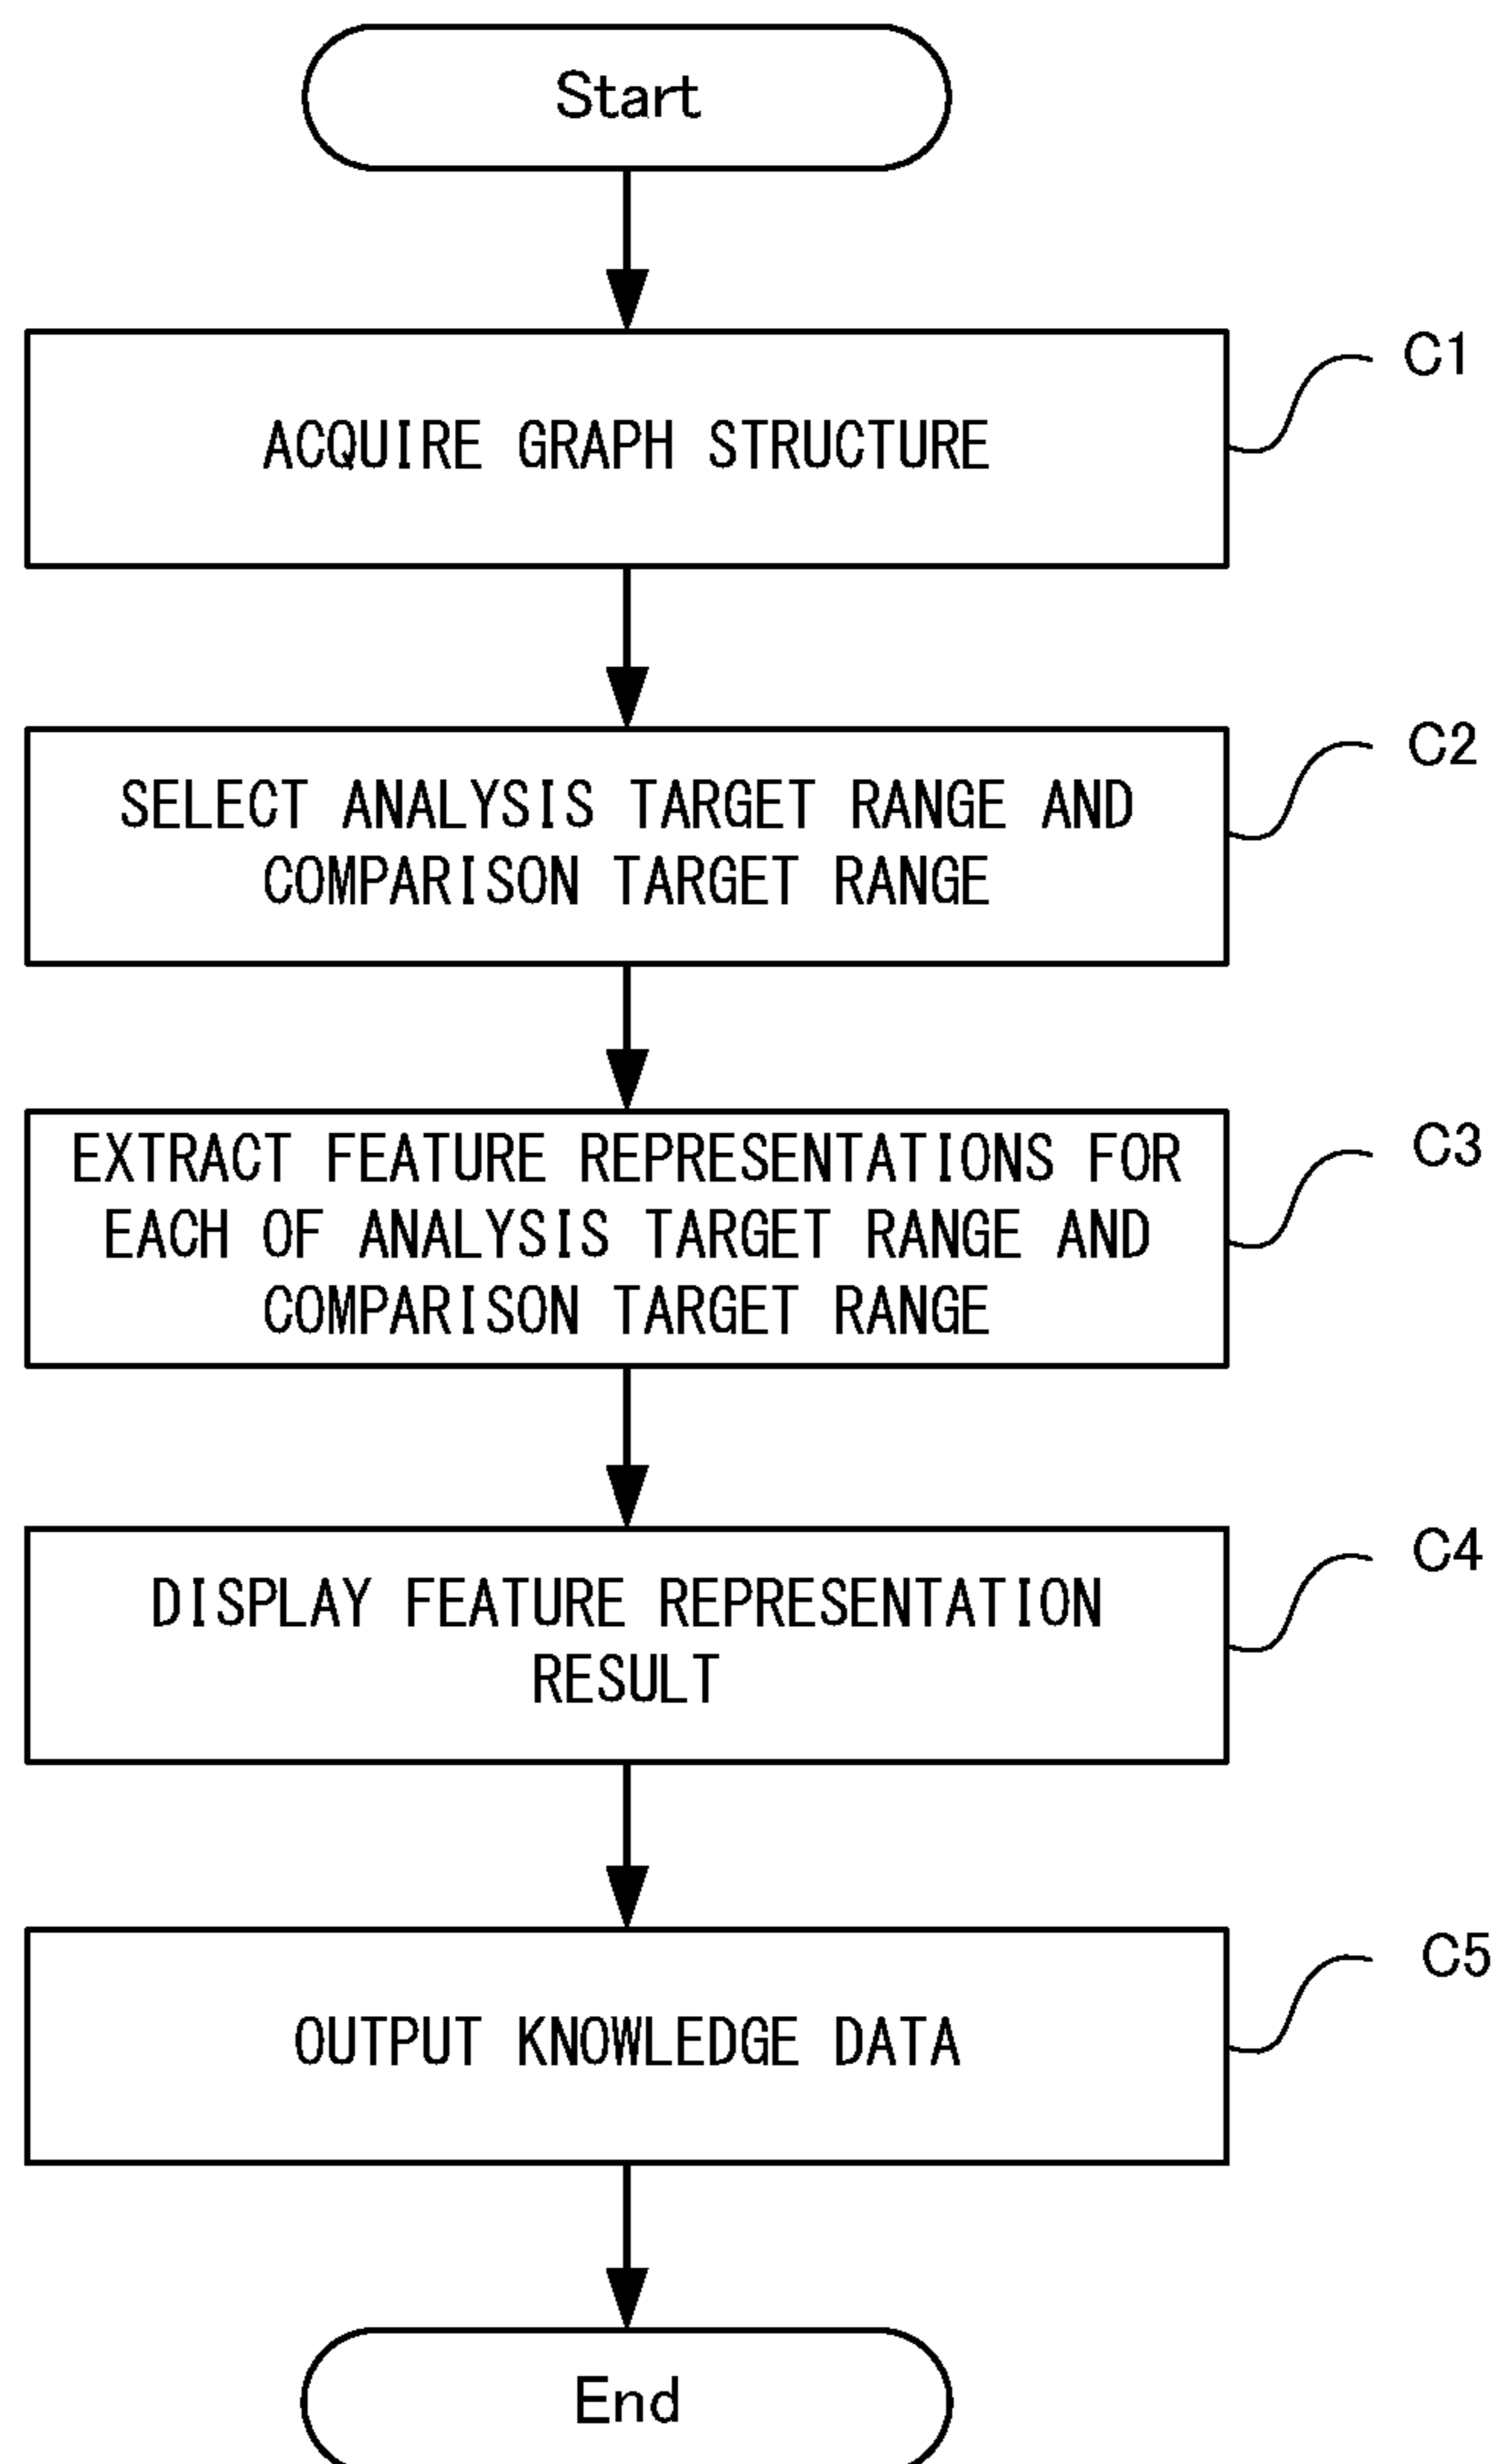 Start
C1
ACQUIRE GRAPH STRUCTURE
C2
SELECT ANALYSIS TARGET RANGE AND
COMPARISON TARGET RANGE
C3
EXTRACT FEATURE REPRESENTATIONS FOR
EACH OF ANALYSIS TARGET RANGE AND
COMPARISON TARGET RANGE
C4
DISPLAY FEATURE REPRESENTATION
RESULT
C5
OUTPUT KNOWLEDGE DATA
End